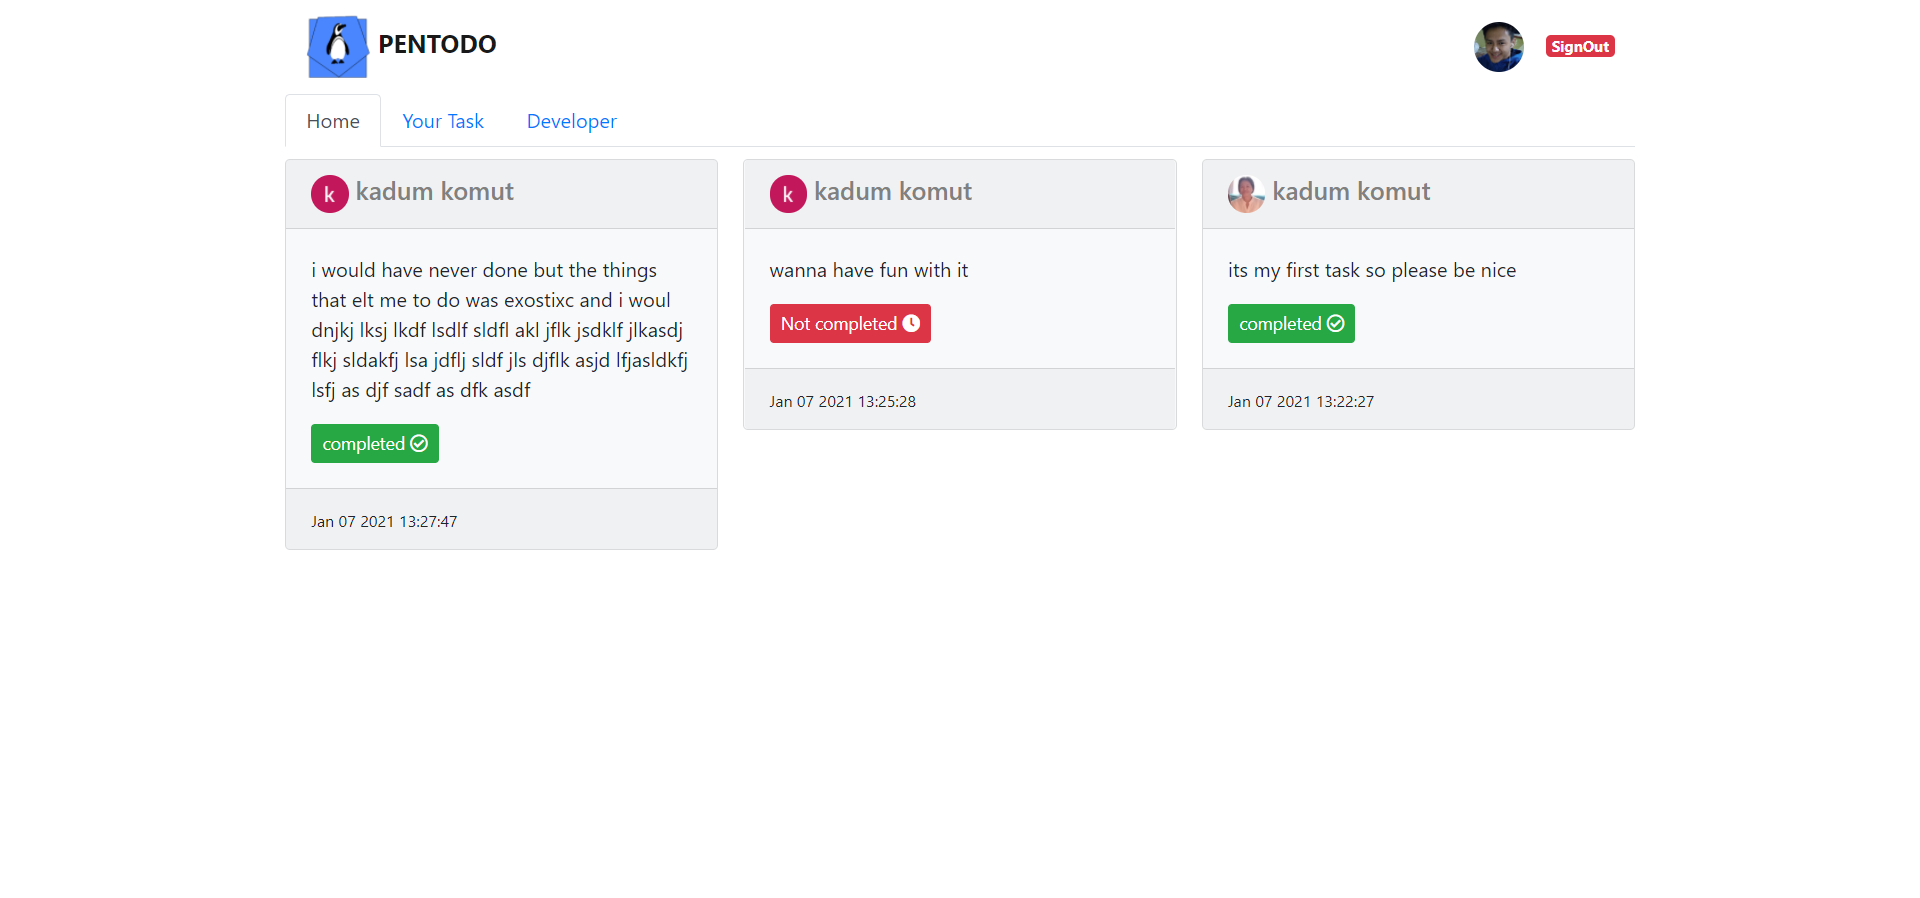 PENTODO
SignOut
Home
Your Task
Developer
k kadum komut
i would have never done but the things
that elt me to do was exostixc and i woul
dnjkj lksj lkdf lsdlf sldfl akl jflk jsdklf jlkasdj
flkj sldakfj lsa jdflj sldf jls djflk asjd lfjasldkfj
lsfj as djf sadf as dfk asdf
completed
Jan 07 2021 13:27:47
k kadum komut
wanna have fun with it
Not completed
Jan 07 2021 13:25:28
kadum komut
its my first task so please be nice
completed
Jan 07 2021 13:22:27